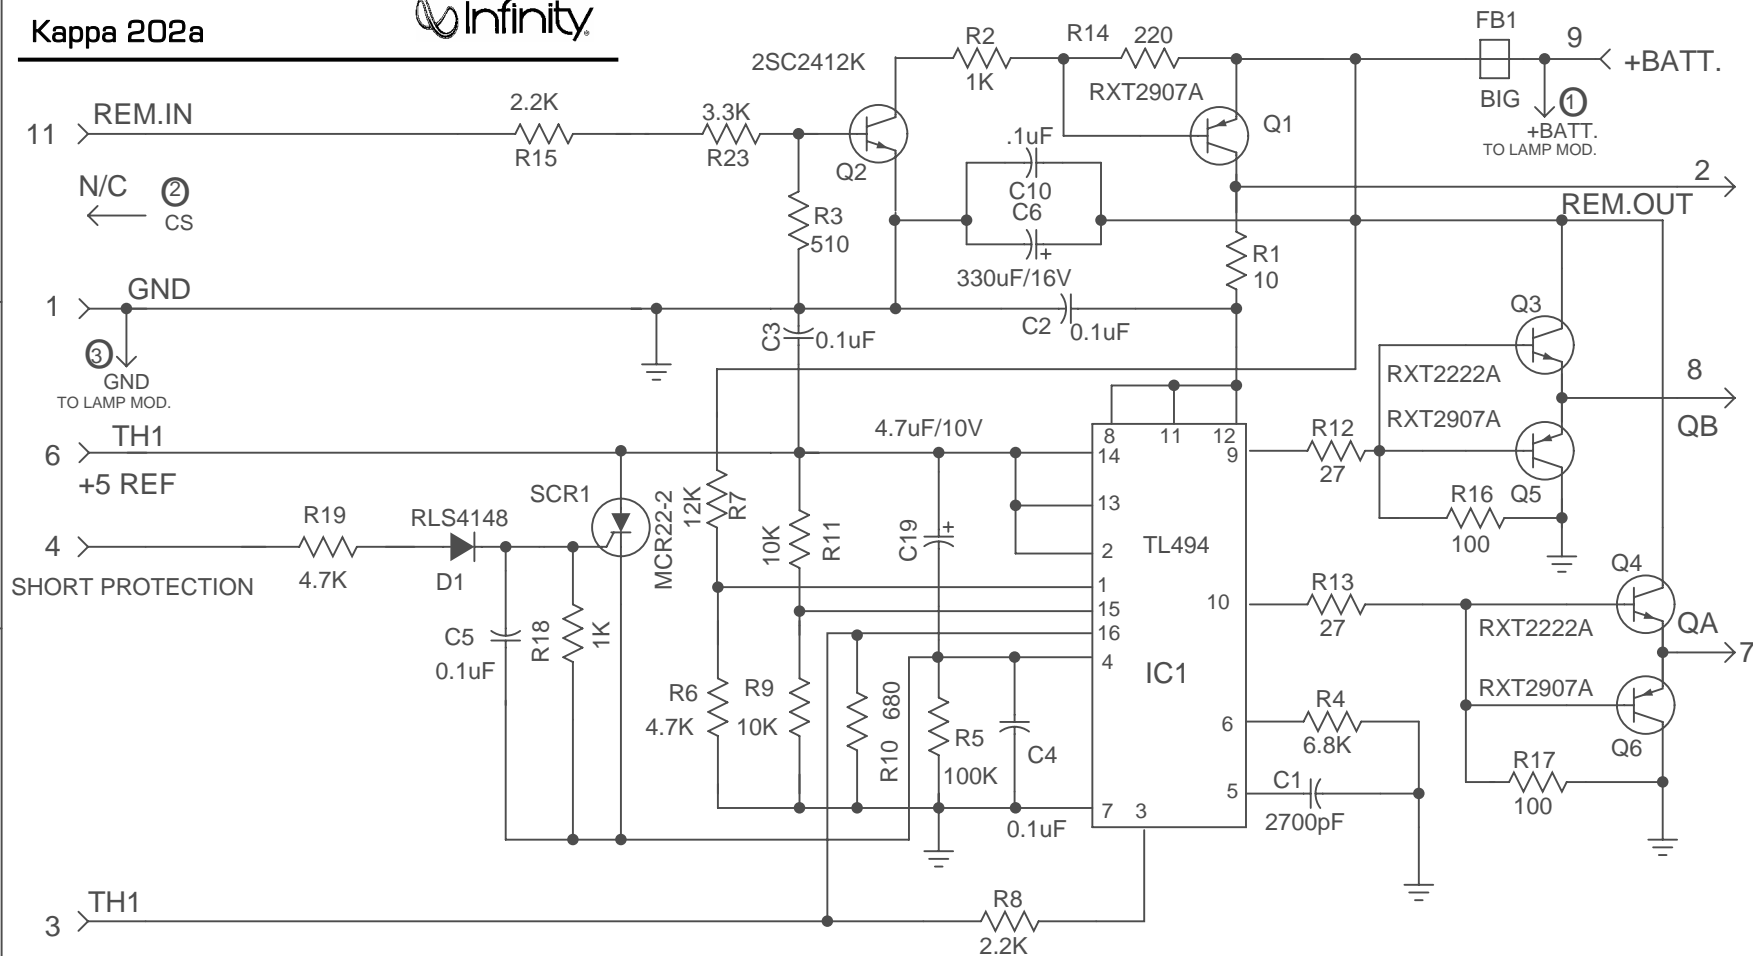 Kappa 202a
Infinity®
2SC2412K
R2
1K
R14
220
RXT2907A
FB1
BIG
9
+BATT.
1
+BATT.
TO LAMP MOD.
11
REM.IN
2.2K
R15
3.3K
R23
Q2
.1uF
C10
C6
330uF/16V
Q1
2
REM.OUT
N/C
2
CS
R3
510
R1
10
1
GND
C3
0.1uF
C2
0.1uF
3
GND
TO LAMP MOD.
Q3
RXT2222A
8
QB
RXT2907A
Q5
6
TH1
+5 REF
4.7uF/10V
8
11
12
14
9
13
2
1
15
10
16
4
6
5
7
3
TL494
IC1
R12
27
R16
100
SCR1
MCR22-2
12K
R7
10K
R11
C19
+
4
R19
4.7K
RLS4148
D1
SHORT PROTECTION
C5
0.1uF
R18
1K
R13
27
Q4
RXT2222A
QA
7
RXT2907A
Q6
R6
4.7K
R9
10K
680
R10
R5
100K
C4
0.1uF
R4
6.8K
C1
2700pF
R17
100
3
TH1
R8
2.2K